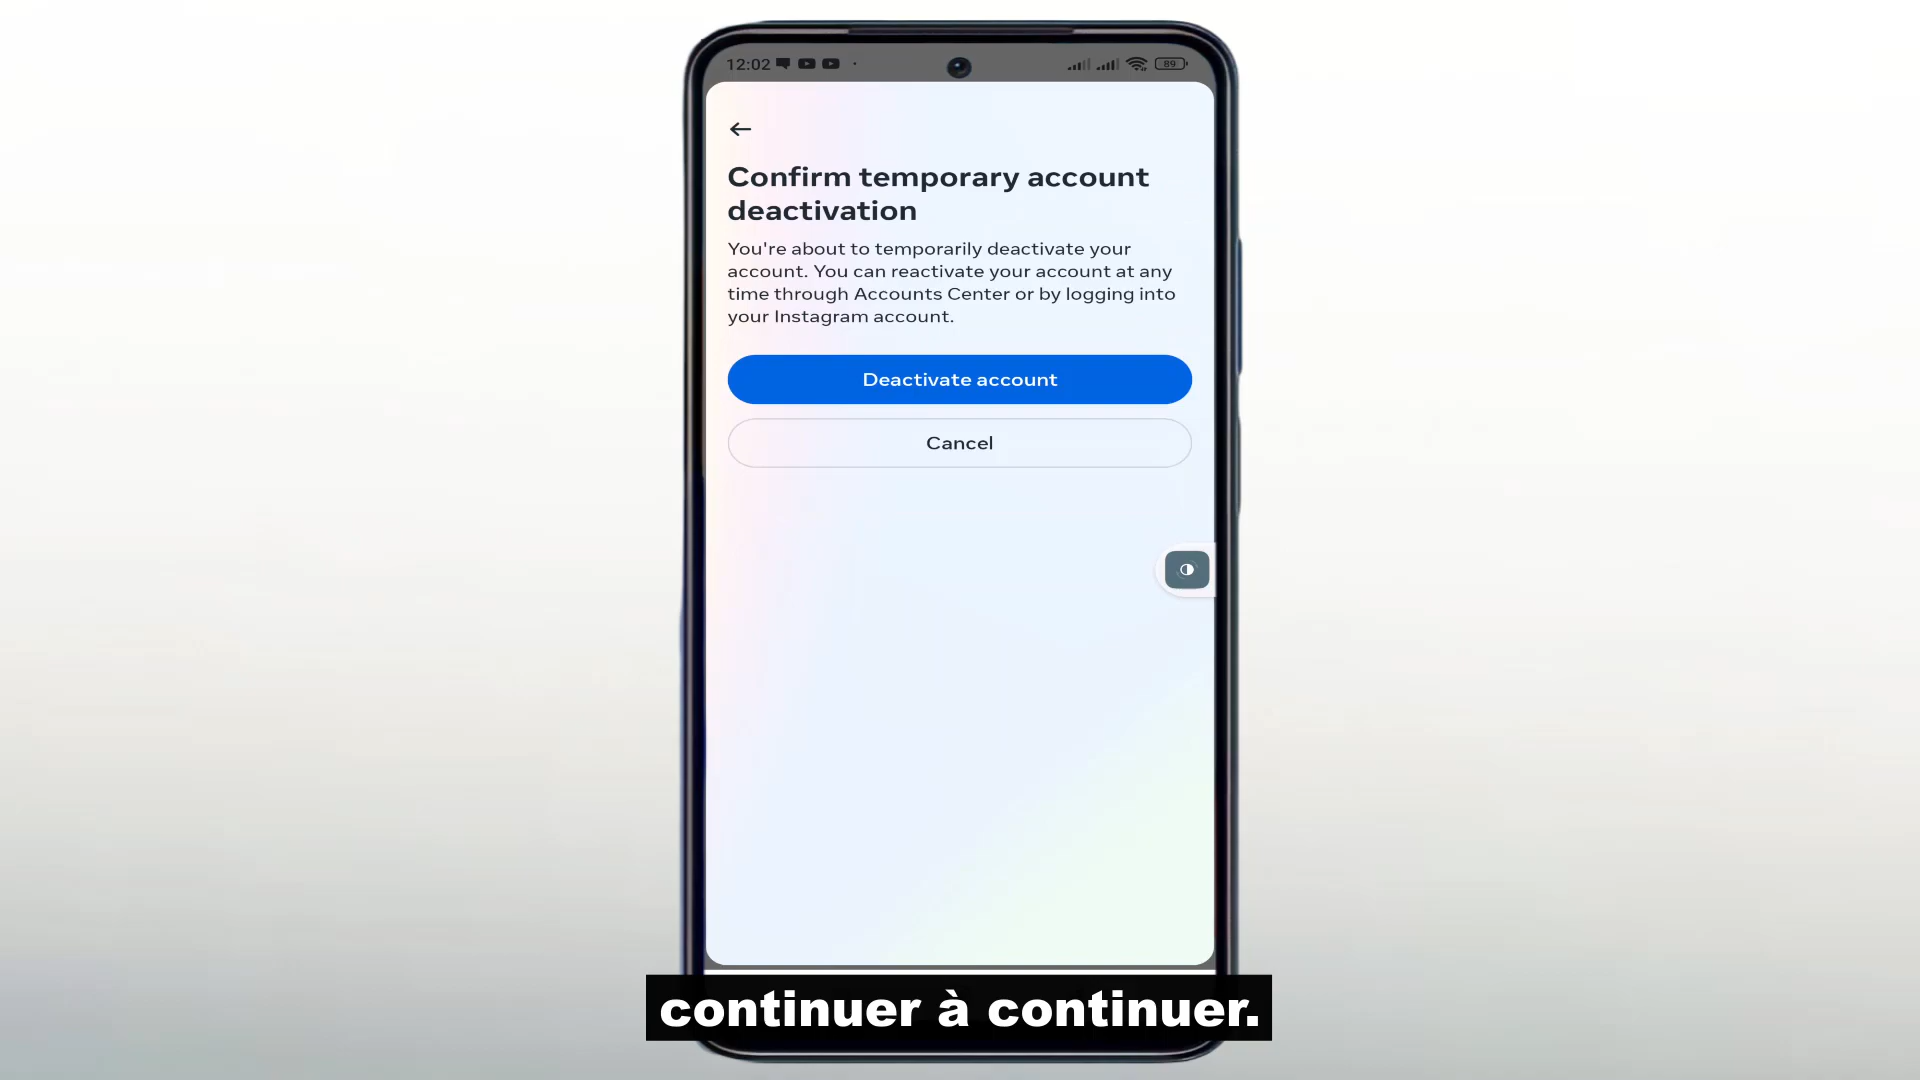 12:02
89
Confirm temporary account
deactivation
You're about to temporarily deactivate your
account. You can reactivate your account at any
time through Accounts Center or by logging into
your Instagram account.
Deactivate account
Cancel
continuer à continuer.